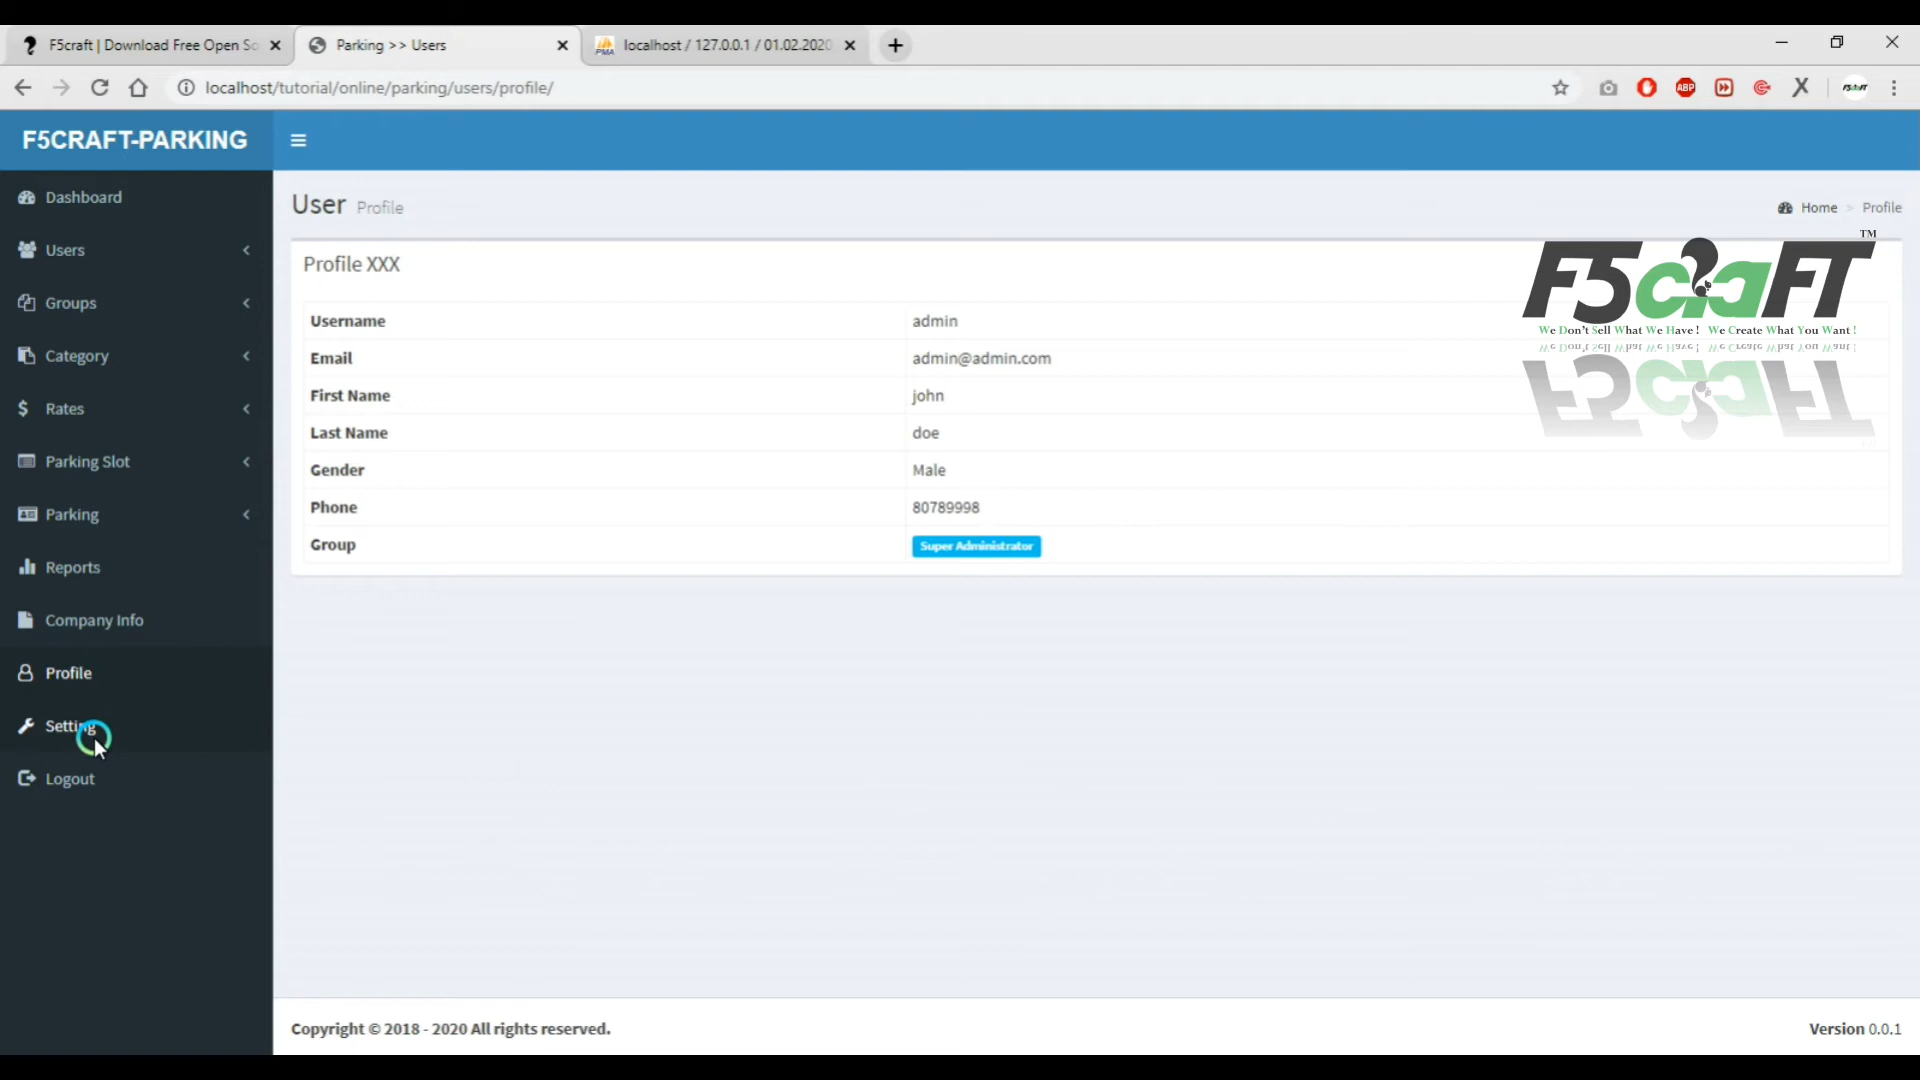 F5craft | Download Free Open So
Parking >> Users
localhost / 127.0.0.1 / 01.02.2020
localhost/tutorial/online/parking/users/profile/
ABP
F5CRAFT-PARKING
Dashboard
Users
Groups
Category
Rates
Parking Slot
Parking
Reports
Company Info
Profile
Setting
Logout
User Profile
Home > Profile
Profile XXX
Username admin
Email admin@admin.com
First Name john
Last Name doe
Gender Male
Phone 80789998
Group Super Administrator
F5craFT TM
We Don't Sell What We Have! We Create What You Want!
Copyright © 2018 - 2020 All rights reserved.
Version 0.0.1